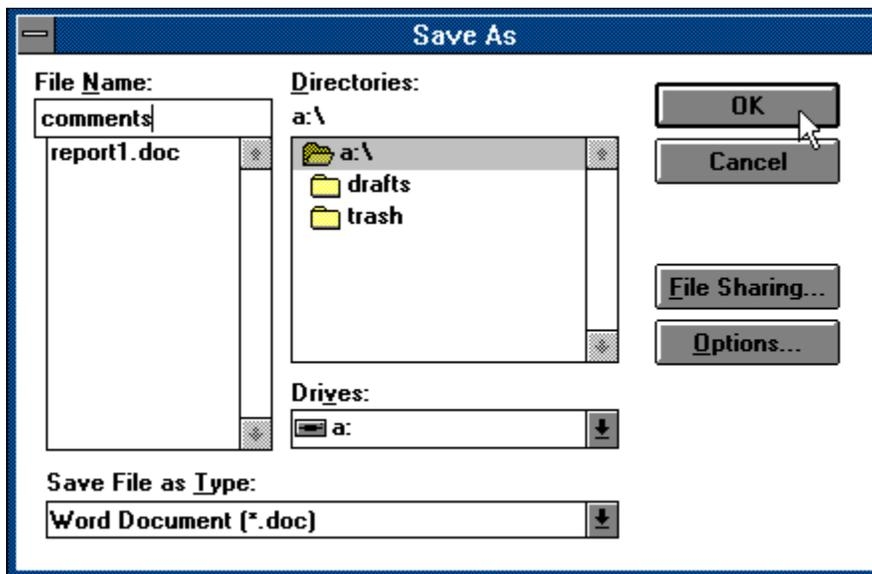 Save As
File Name:
comments
report1.doc
Directories:
a:\
a:\
drafts
trash
Drives:
a:
Save File as Type:
Word Document (*.doc)
OK
Cancel
File Sharing...
Options...